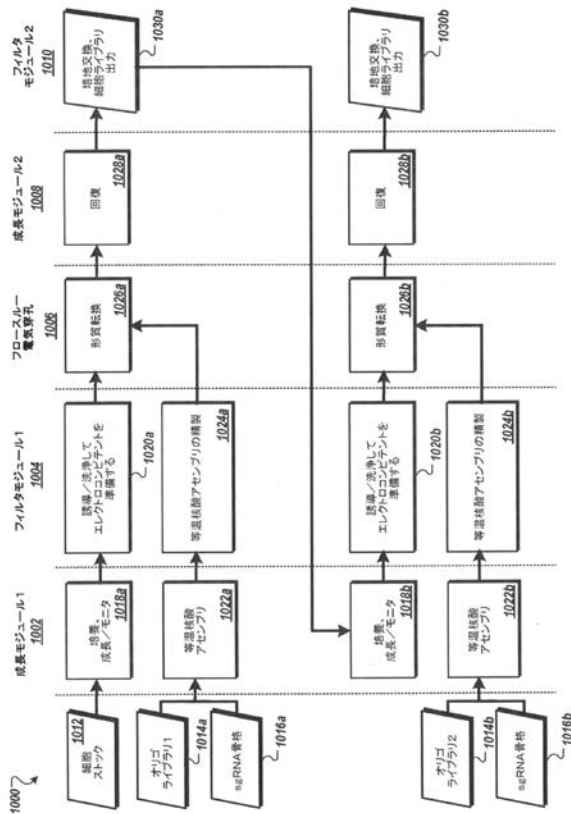 1000
成長モジュール1
1002
フィルタモジュール1
1004
フロースルー
電気穿孔
1006
成長モジュール2
1008
フィルタ
モジュール2
1010
細胞
ストック
1012
培養、
成長/モニタ
1018a
誘導/洗浄して
エレクトロコンピテントを
準備する
1020a
形質転換
1026a
回復
1028a
培地交換、
細胞ライブラリ
出力
1030a
オリゴ
ライブラリ1
1014a
sgRNA骨格
1016a
等温核酸
アセンブリ
1022a
等温核酸アセンブリの精製
1024a
培養、
成長/モニタ
1018b
誘導/洗浄して
エレクトロコンピテントを
準備する
1020b
形質転換
1026b
回復
1028b
培地交換、
細胞ライブラリ
出力
1030b
オリゴ
ライブラリ2
1014b
sgRNA骨格
1016b
等温核酸
アセンブリ
1022b
等温核酸アセンブリの精製
1024b